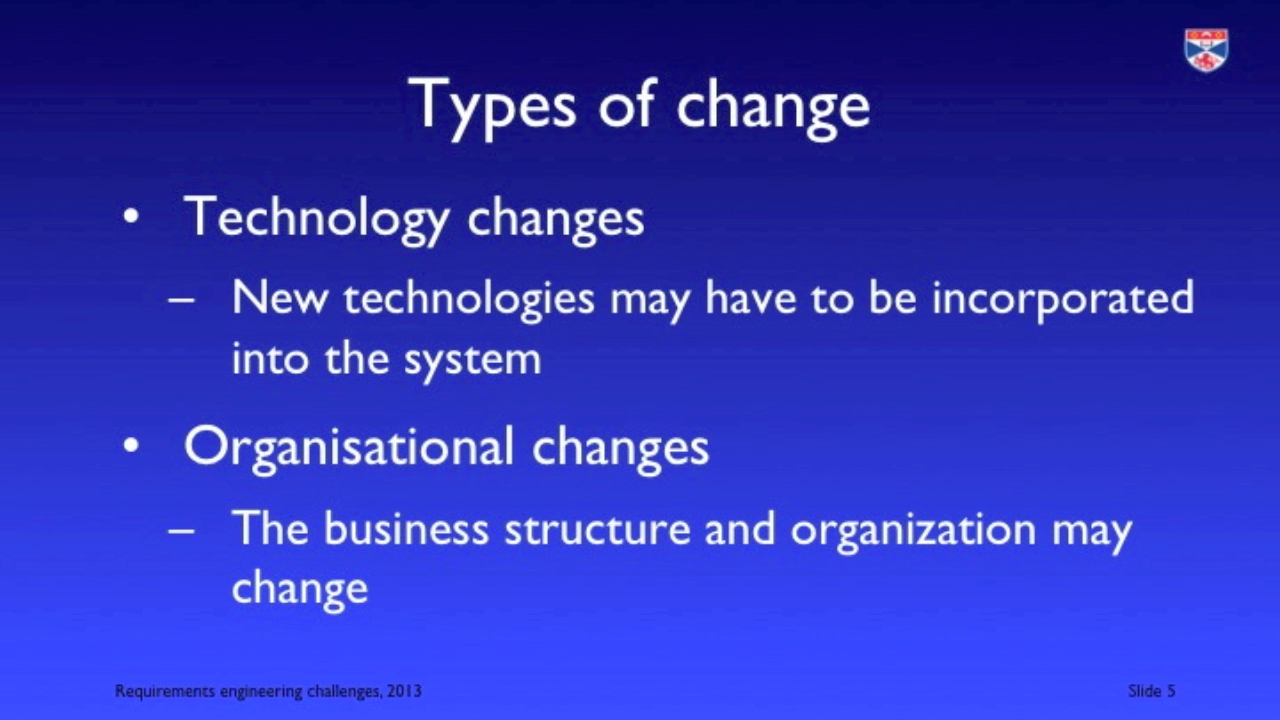 Types of change
• Technology changes
– New technologies may have to be incorporated
into the system
• Organisational changes
– The business structure and organization may
change
Requirements engineering challenges, 2013
Slide 5